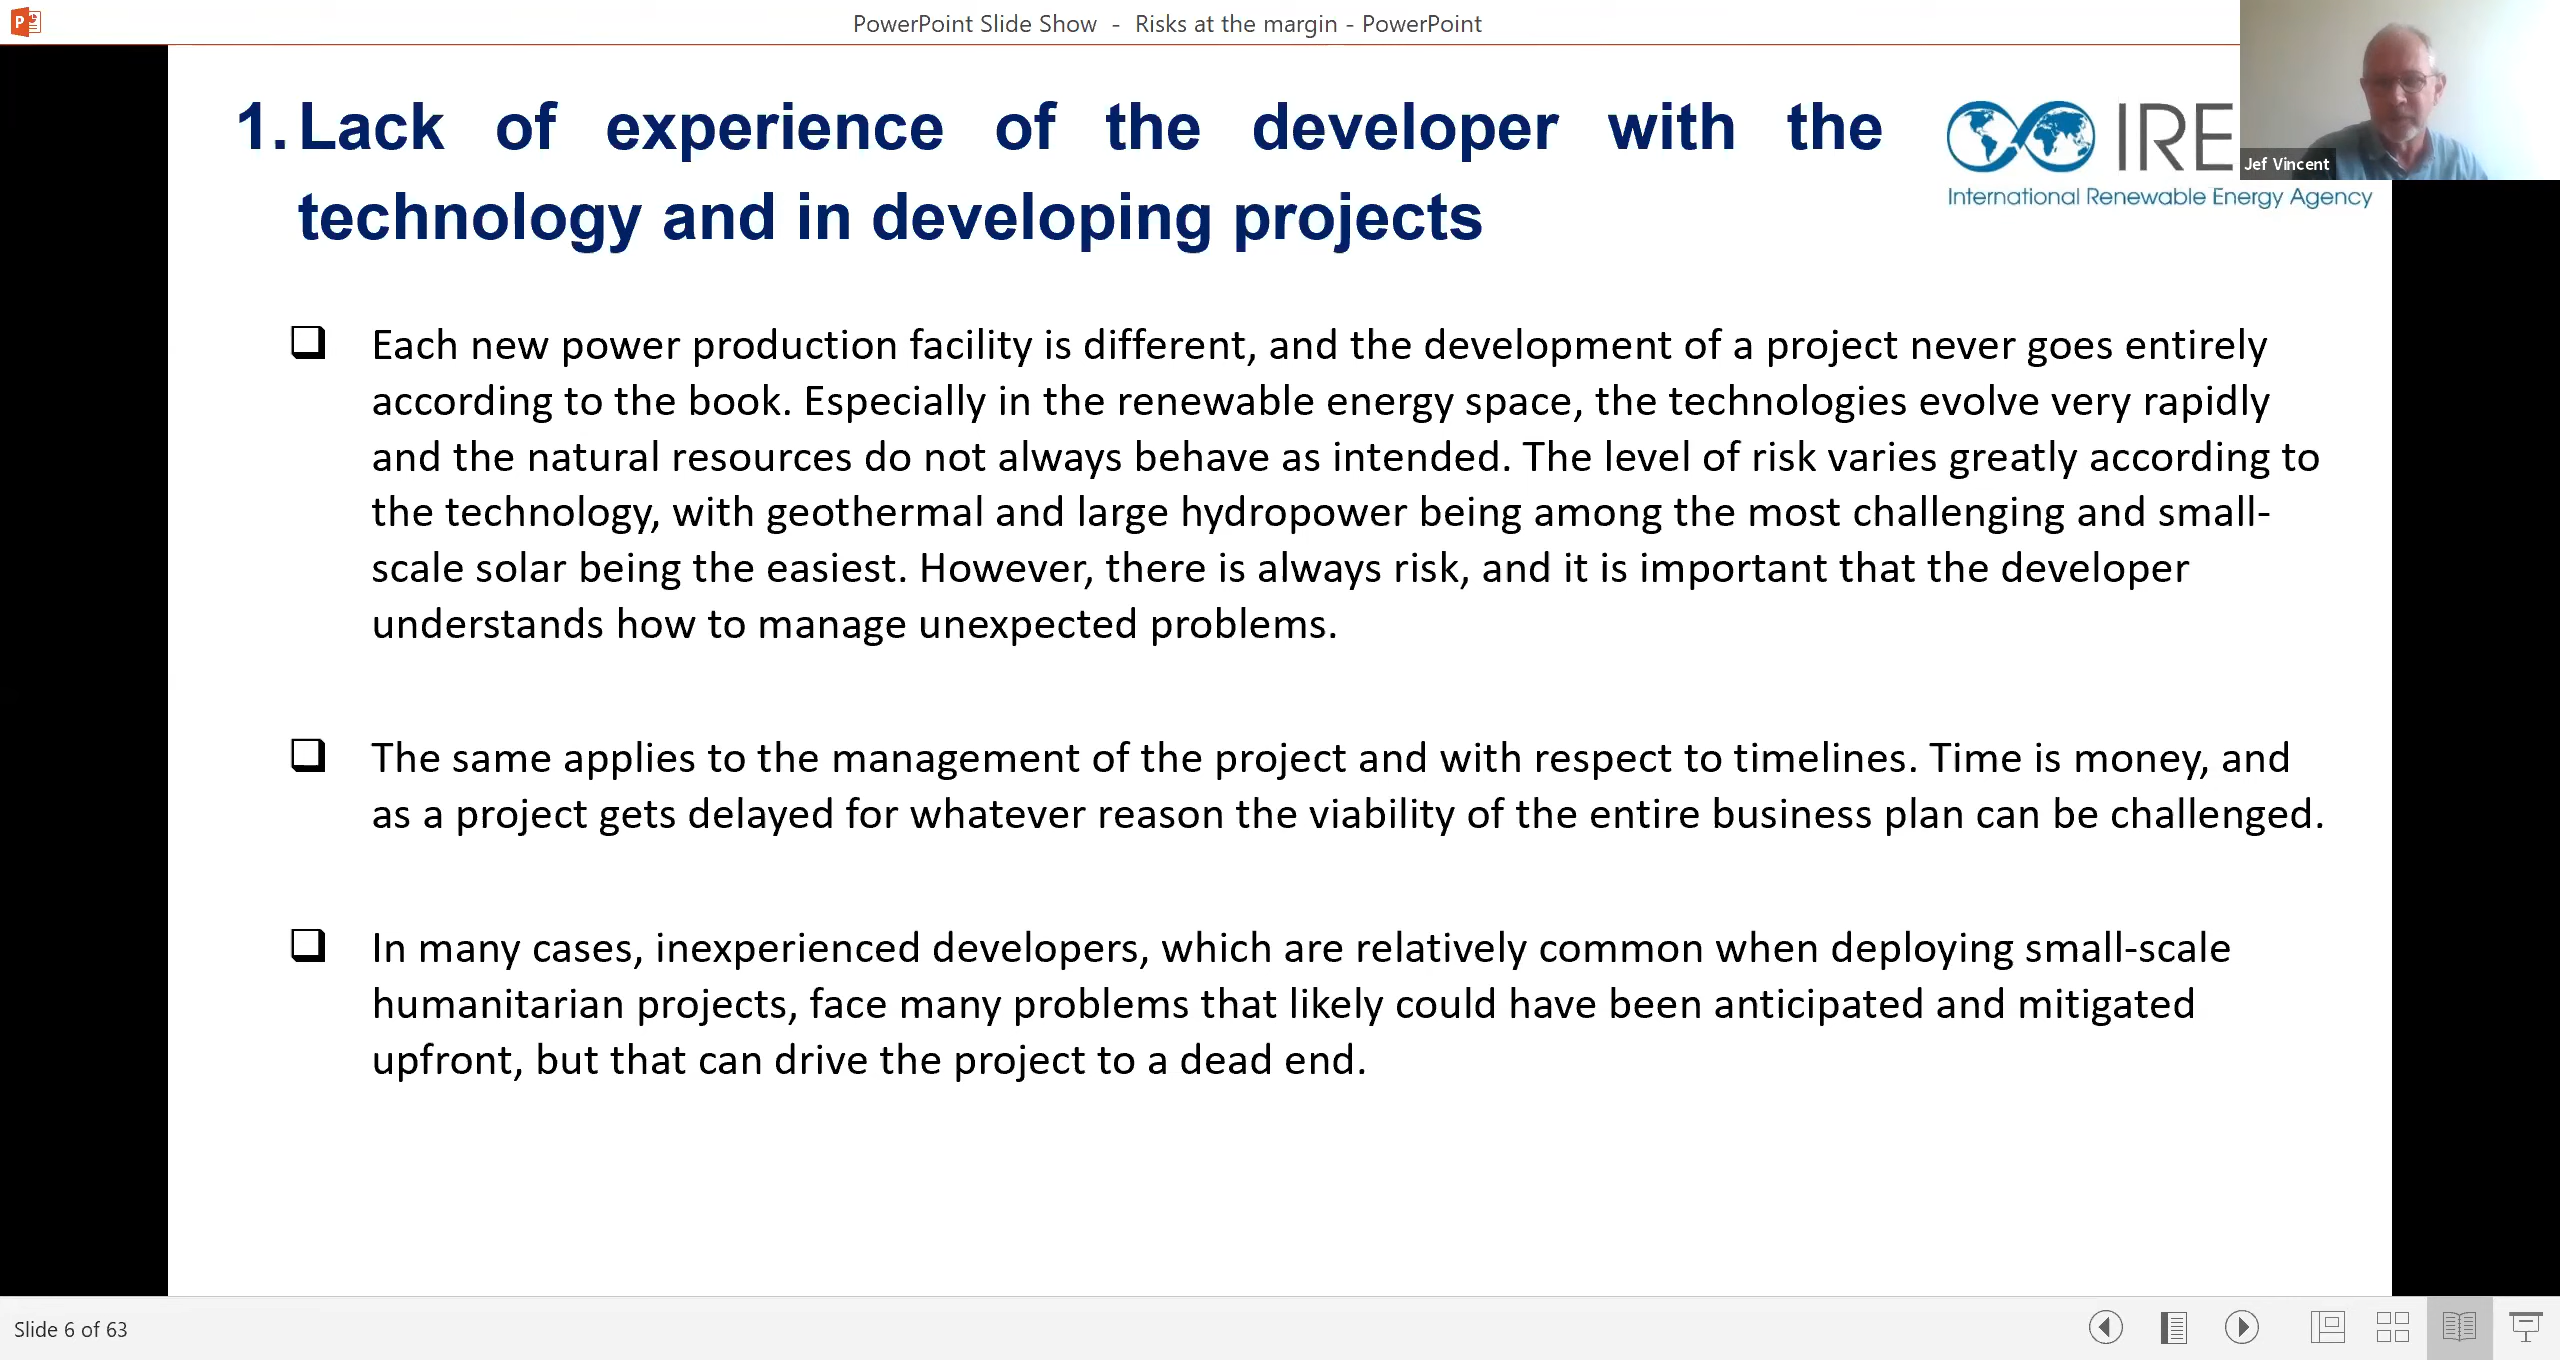 PowerPoint Slide Show - Risks at the margin - PowerPoint
1. Lack of experience of the developer with the
technology and in developing projects
IRE
International Renewable Energy Agency
Jef Vincent
Each new power production facility is different, and the development of a project never goes entirely
according to the book. Especially in the renewable energy space, the technologies evolve very rapidly
and the natural resources do not always behave as intended. The level of risk varies greatly according to
the technology, with geothermal and large hydropower being among the most challenging and small-
scale solar being the easiest. However, there is always risk, and it is important that the developer
understands how to manage unexpected problems.
The same applies to the management of the project and with respect to timelines. Time is money, and
as a project gets delayed for whatever reason the viability of the entire business plan can be challenged.
In many cases, inexperienced developers, which are relatively common when deploying small-scale
humanitarian projects, face many problems that likely could have been anticipated and mitigated
upfront, but that can drive the project to a dead end.
Slide 6 of 63